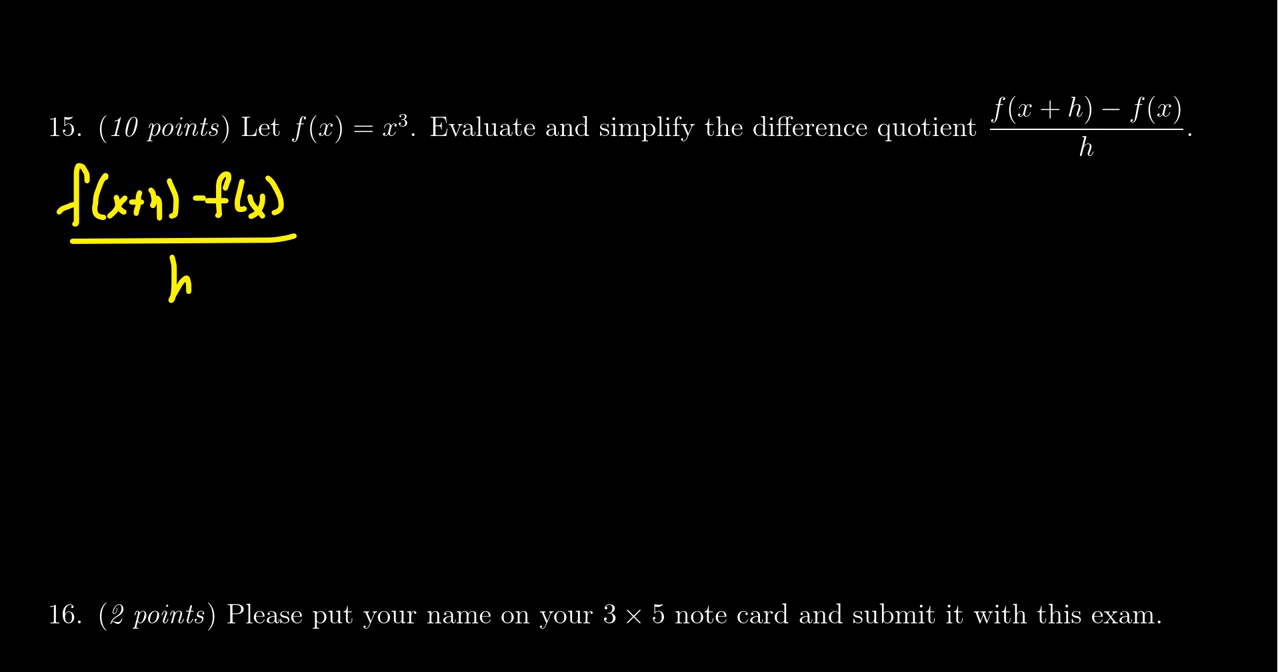 15. (10 points) Let f(x) = x³. Evaluate and simplify the difference quotient \frac{f(x + h) − f(x)}{h}.
f(x+h) - f(x)
h
16. (2 points) Please put your name on your 3 × 5 note card and submit it with this exam.